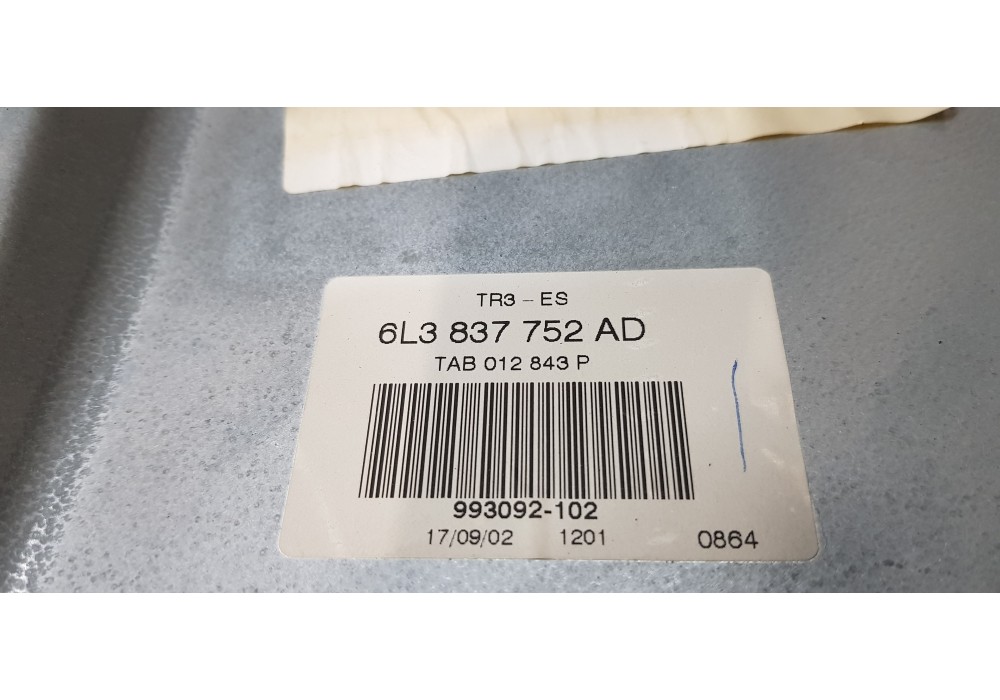 TR3 - ES
6L3 837 752 AD
TAB 012 843 P
993092-102
17/09/02 1201 0864